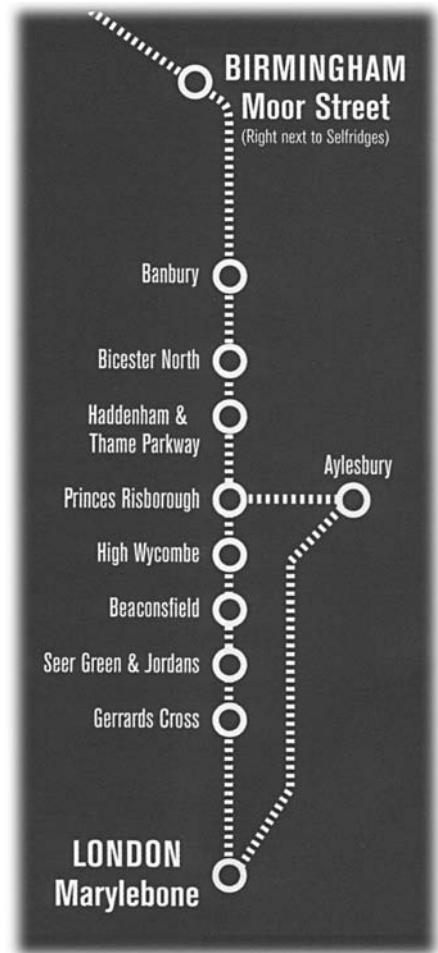 BIRMINGHAM
Moor Street
(Right next to Selfridges)
Banbury
Bicester North
Haddenham &
Thame Parkway
Aylesbury
Princes Risborough
High Wycombe
Beaconsfield
Seer Green & Jordans
Gerrards Cross
LONDON
Marylebone